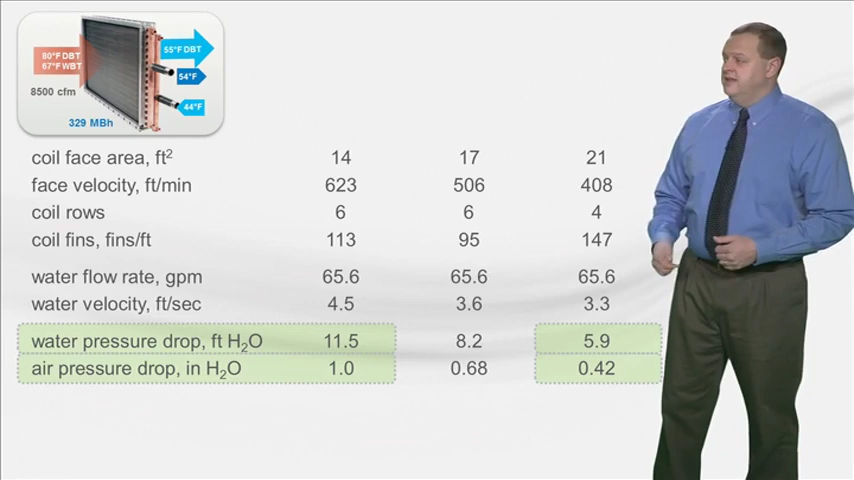 80°F DBT
67°F WBT
55°F DBT
54°F
44°F
8500 cfm
329 MBh
coil face area, ft² 14 17 21
face velocity, ft/min 623 506 408
coil rows 6 6 4
coil fins, fins/ft 113 95 147
water flow rate, gpm 65.6 65.6 65.6
water velocity, ft/sec 4.5 3.6 3.3
water pressure drop, ft H₂O 11.5 8.2 5.9
air pressure drop, in H₂O 1.0 0.68 0.42